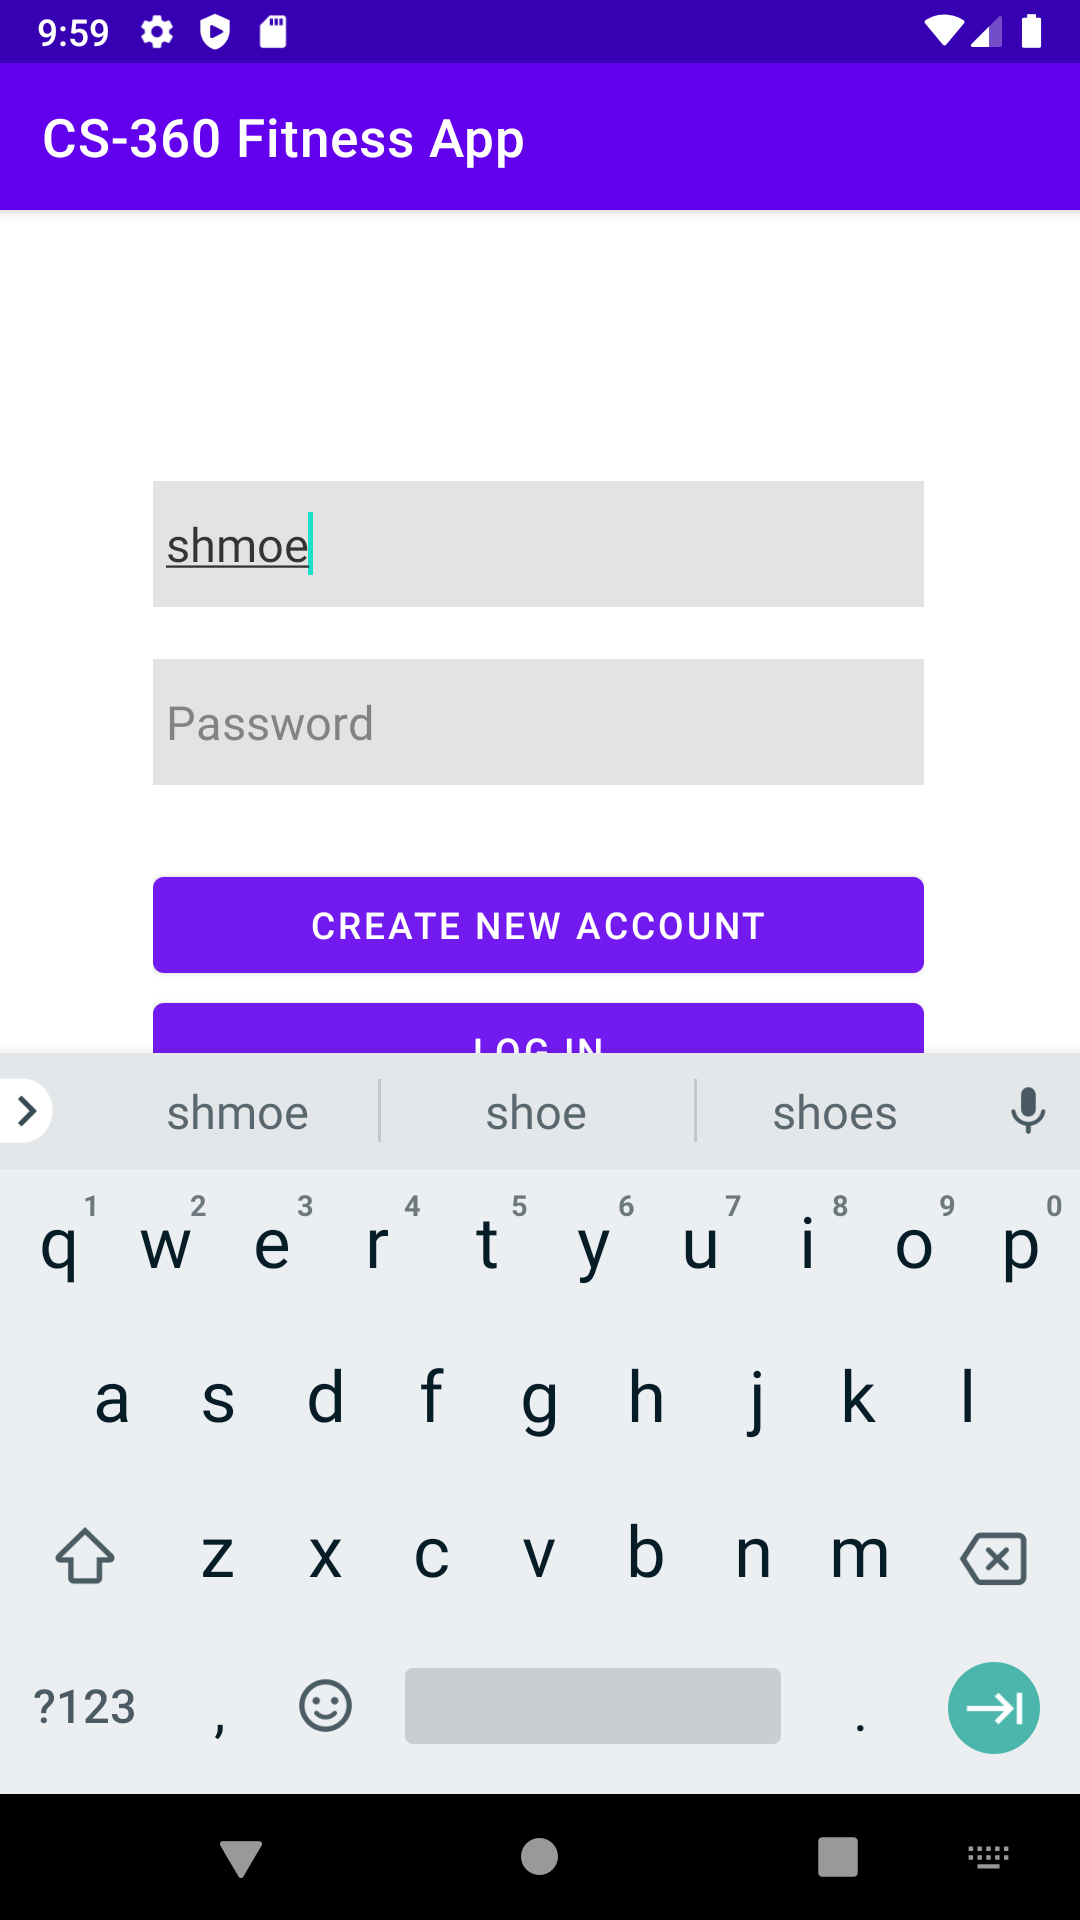 9:59
CS-360 Fitness App
shmoe
Password
CREATE NEW ACCOUNT
LOG IN
shmoe shoe shoes
1 2 3 4 5 6 7 8 9 0
q w e r t y u i o p
a s d f g h j k l
z x c v b n m
?123 , .